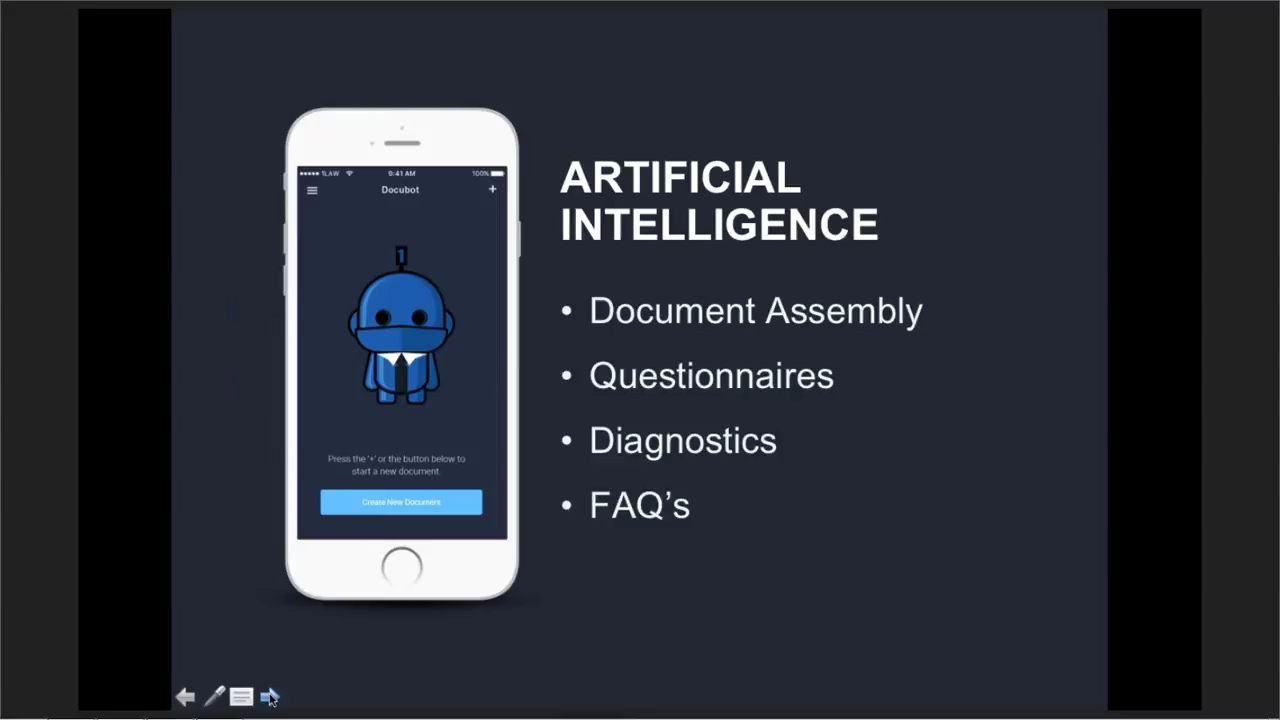 1LAW
9:41 AM
100%
Docubot
+
1
Press the '+' or the button below to
start a new document.
Create New Document
ARTIFICIAL
INTELLIGENCE
• Document Assembly
• Questionnaires
• Diagnostics
• FAQ’s